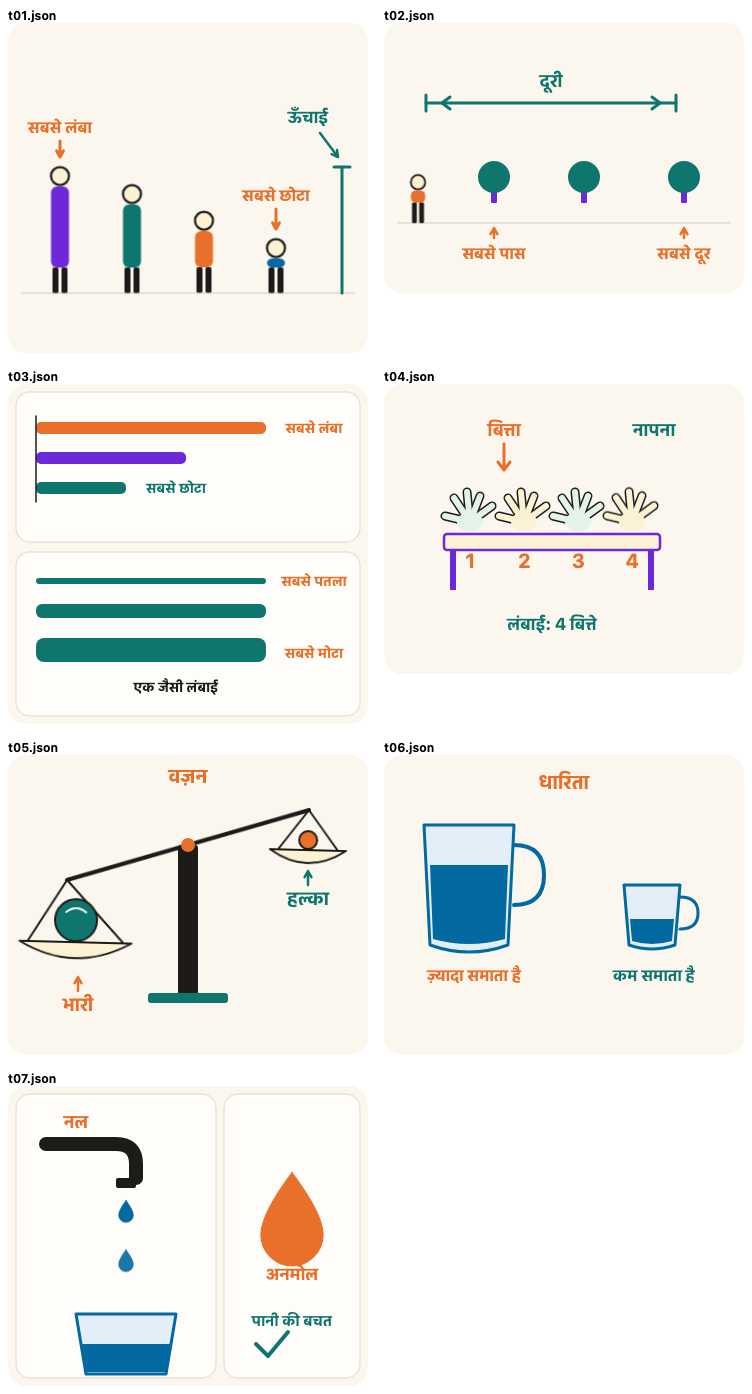 t01.json
ऊँचाई
सबसे लंबा
सबसे छोटा
t02.json
दूरी
सबसे पास
सबसे दूर
t03.json
सबसे लंबा
सबसे छोटा
सबसे पतला
सबसे मोटा
एक जैसी लंबाई
t04.json
बित्ता
नापना
1 2 3 4
लंबाई: 4 बित्ते
t05.json
वज़न
हल्का
भारी
t06.json
धारिता
ज़्यादा समाता है
कम समाता है
t07.json
नल
अनमोल
पानी की बचत